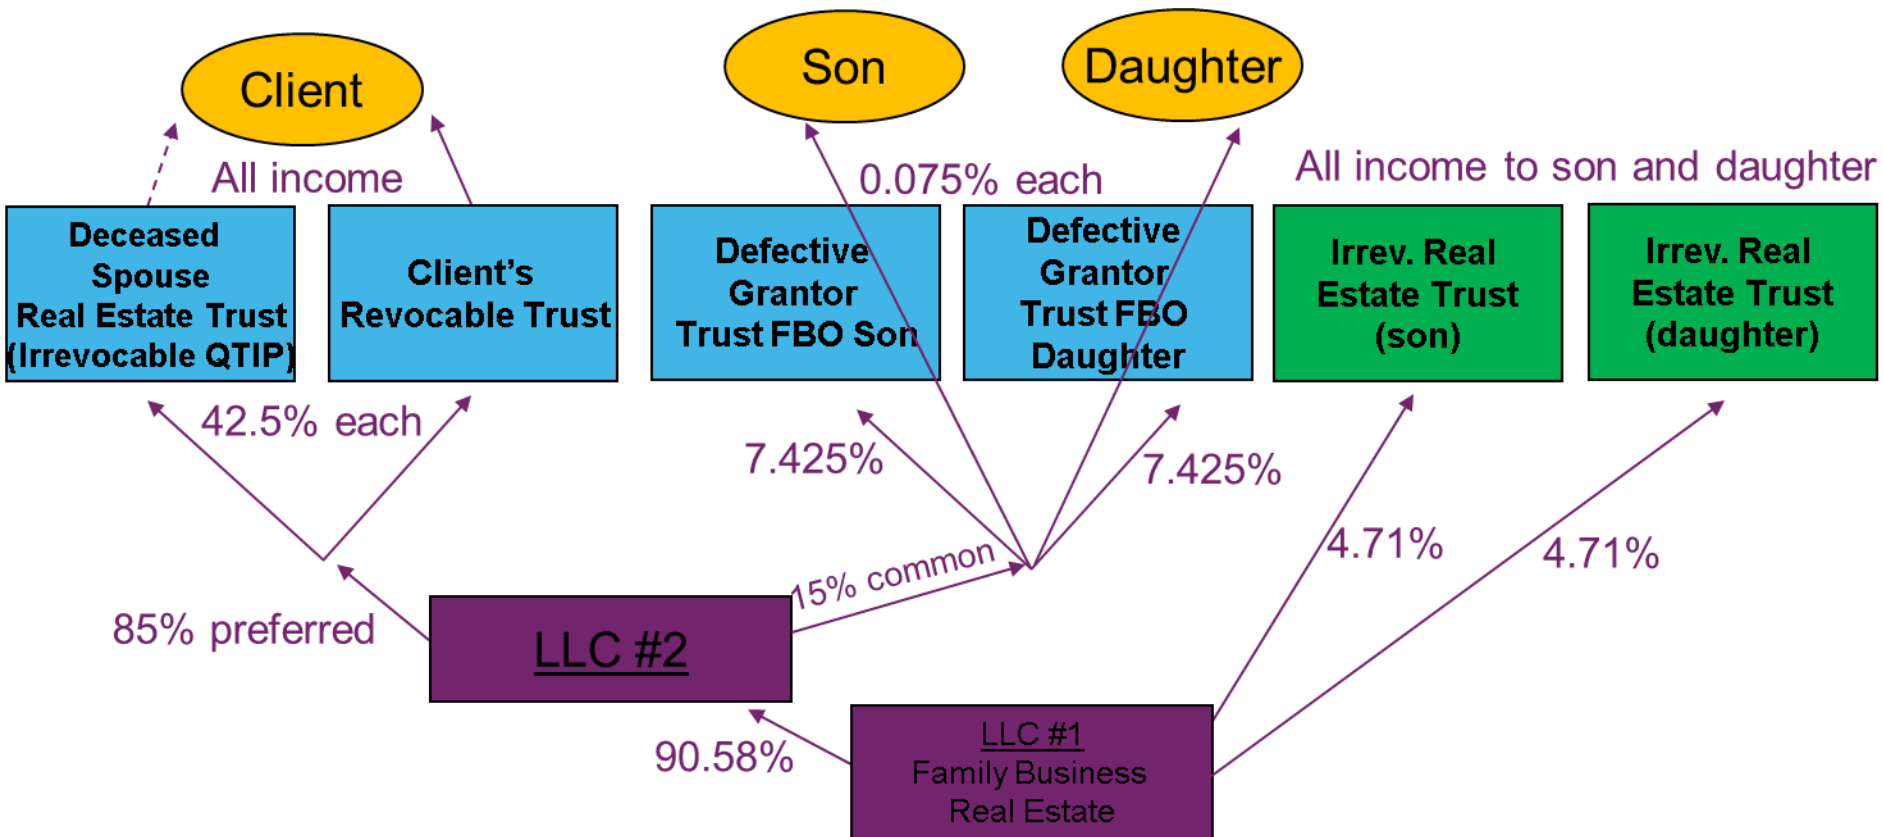 Client
Son
Daughter
All income
0.075% each
All income to son and daughter
Deceased
Spouse
Real Estate Trust
(Irrevocable QTIP)
Client's
Revocable Trust
Defective
Grantor
Trust FBO Son
Defective
Grantor
Trust FBO
Daughter
Irrev. Real
Estate Trust
(son)
Irrev. Real
Estate Trust
(daughter)
42.5% each
7.425%
7.425%
4.71%
4.71%
85% preferred
15% common
LLC #2
90.58%
LLC #1
Family Business
Real Estate